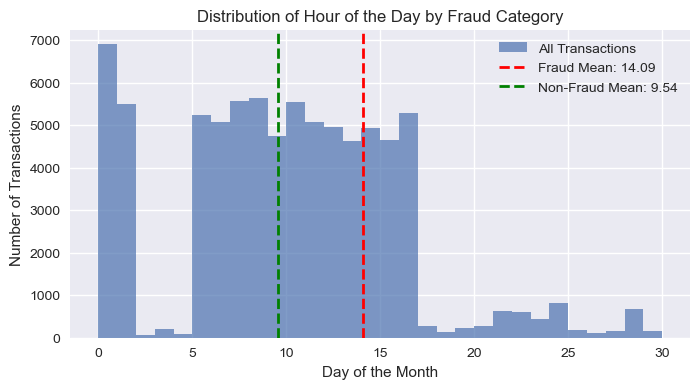 Distribution of Hour of the Day by Fraud Category
Number of Transactions
7000
6000
5000
4000
3000
2000
1000
0
All Transactions
Fraud Mean: 14.09
Non-Fraud Mean: 9.54
0 5 10 15 20 25 30
Day of the Month